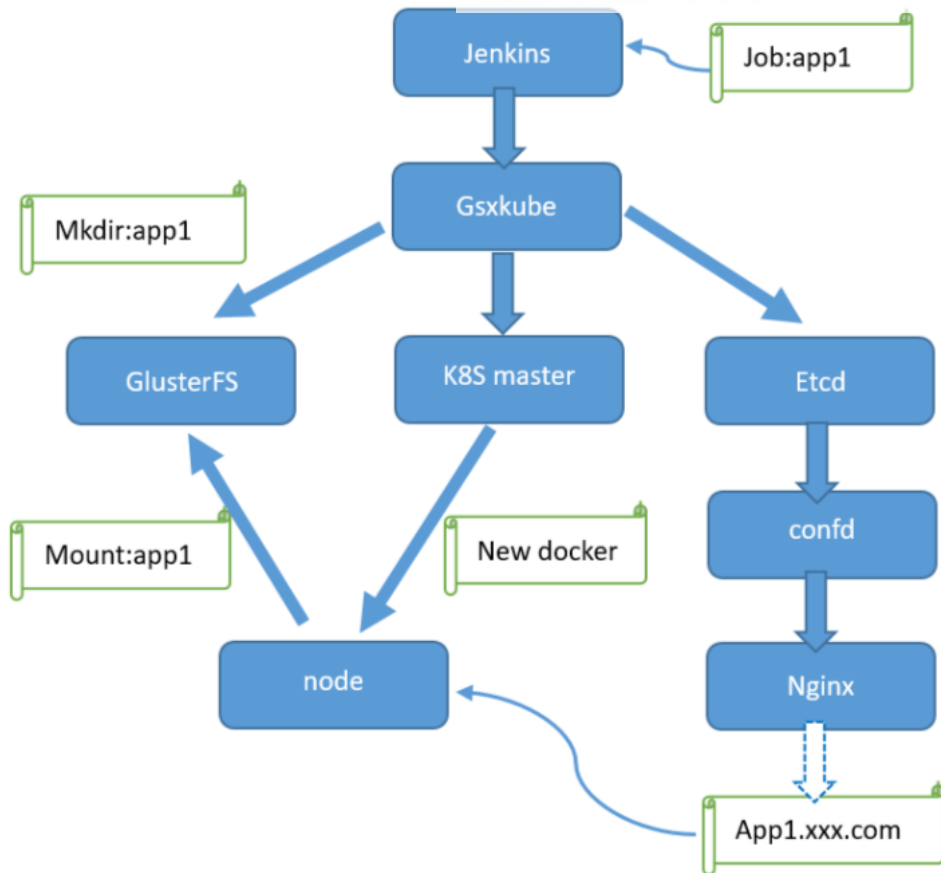 Jenkins
Job:app1
Gsxkube
Mkdir:app1
GlusterFS
K8S master
Etcd
confd
Mount:app1
New docker
node
Nginx
App1.xxx.com